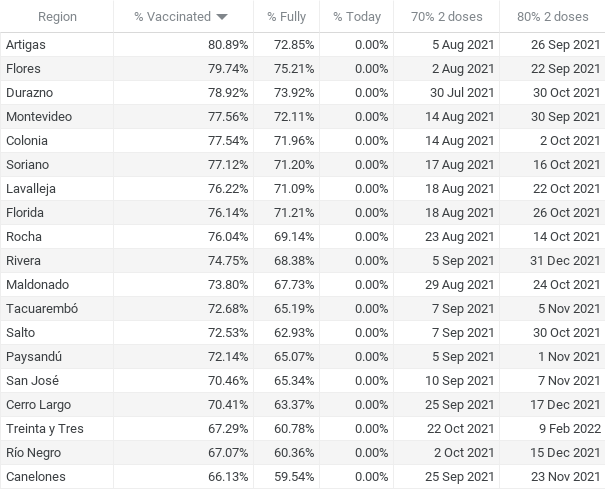 Region % Vaccinated % Fully % Today 70% 2 doses 80% 2 doses
Artigas 80.89% 72.85% 0.00% 5 Aug 2021 26 Sep 2021
Flores 79.74% 75.21% 0.00% 2 Aug 2021 22 Sep 2021
Durazno 78.92% 73.92% 0.00% 30 Jul 2021 30 Oct 2021
Montevideo 77.56% 72.11% 0.00% 14 Aug 2021 30 Sep 2021
Colonia 77.54% 71.96% 0.00% 14 Aug 2021 2 Oct 2021
Soriano 77.12% 71.20% 0.00% 17 Aug 2021 16 Oct 2021
Lavalleja 76.22% 71.09% 0.00% 18 Aug 2021 22 Oct 2021
Florida 76.14% 71.21% 0.00% 18 Aug 2021 26 Oct 2021
Rocha 76.04% 69.14% 0.00% 23 Aug 2021 14 Oct 2021
Rivera 74.75% 68.38% 0.00% 5 Sep 2021 31 Dec 2021
Maldonado 73.80% 67.73% 0.00% 29 Aug 2021 24 Oct 2021
Tacuarembó 72.68% 65.19% 0.00% 7 Sep 2021 5 Nov 2021
Salto 72.53% 62.93% 0.00% 7 Sep 2021 30 Oct 2021
Paysandú 72.14% 65.07% 0.00% 5 Sep 2021 1 Nov 2021
San José 70.46% 65.34% 0.00% 10 Sep 2021 7 Nov 2021
Cerro Largo 70.41% 63.37% 0.00% 25 Sep 2021 17 Dec 2021
Treinta y Tres 67.29% 60.78% 0.00% 22 Oct 2021 9 Feb 2022
Río Negro 67.07% 60.36% 0.00% 2 Oct 2021 15 Dec 2021
Canelones 66.13% 59.54% 0.00% 25 Sep 2021 23 Nov 2021